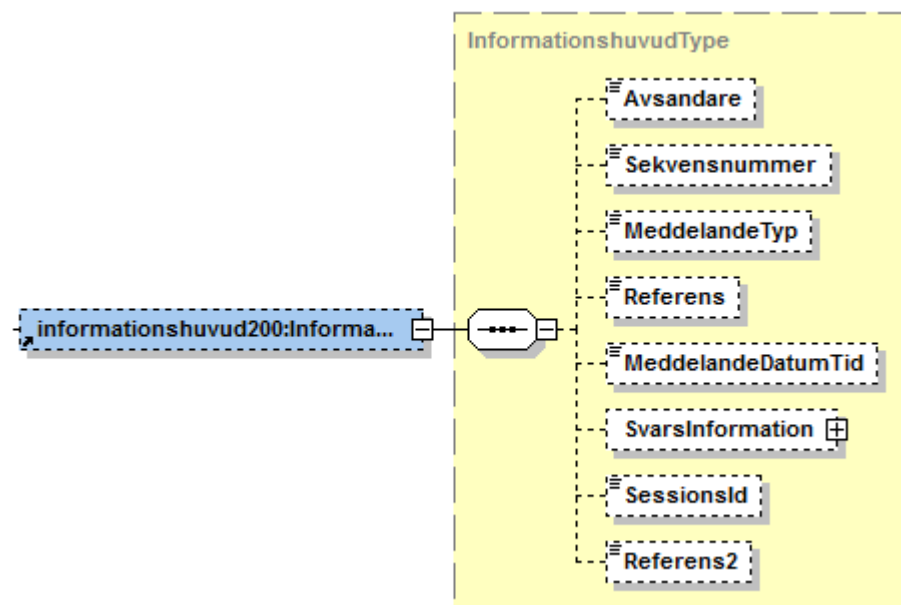 InformationshuvudType
Avsandare
Sekvensnummer
MeddelandeTyp
Referens
informationshuvud200:Informa...
MeddelandeDatumTid
SvarsInformation
SessionsId
Referens2